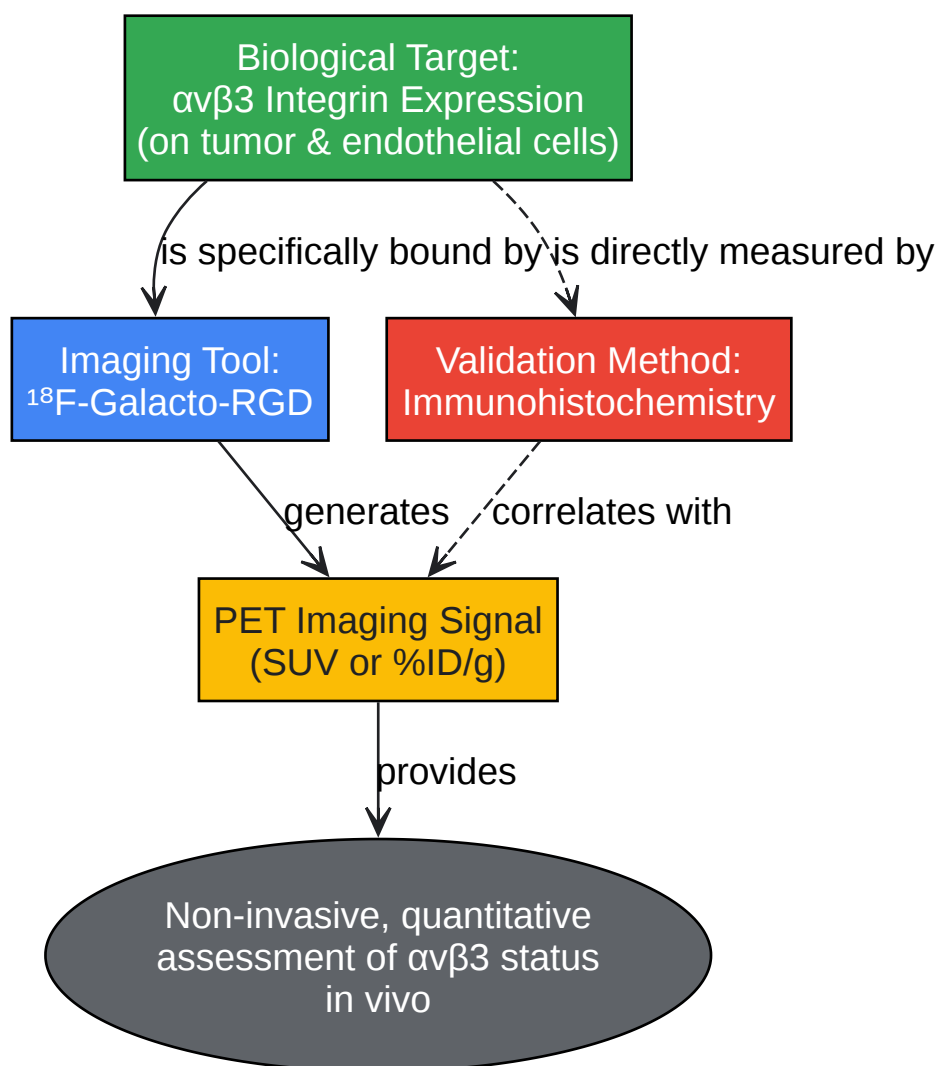 Biological Target:
αvβ3 Integrin Expression
(on tumor & endothelial cells)
is specifically bound by
is directly measured by
Imaging Tool:
¹⁸F-Galacto-RGD
Validation Method:
Immunohistochemistry
generates
correlates with
PET Imaging Signal
(SUV or %ID/g)
provides
Non-invasive, quantitative
assessment of αvβ3 status
in vivo